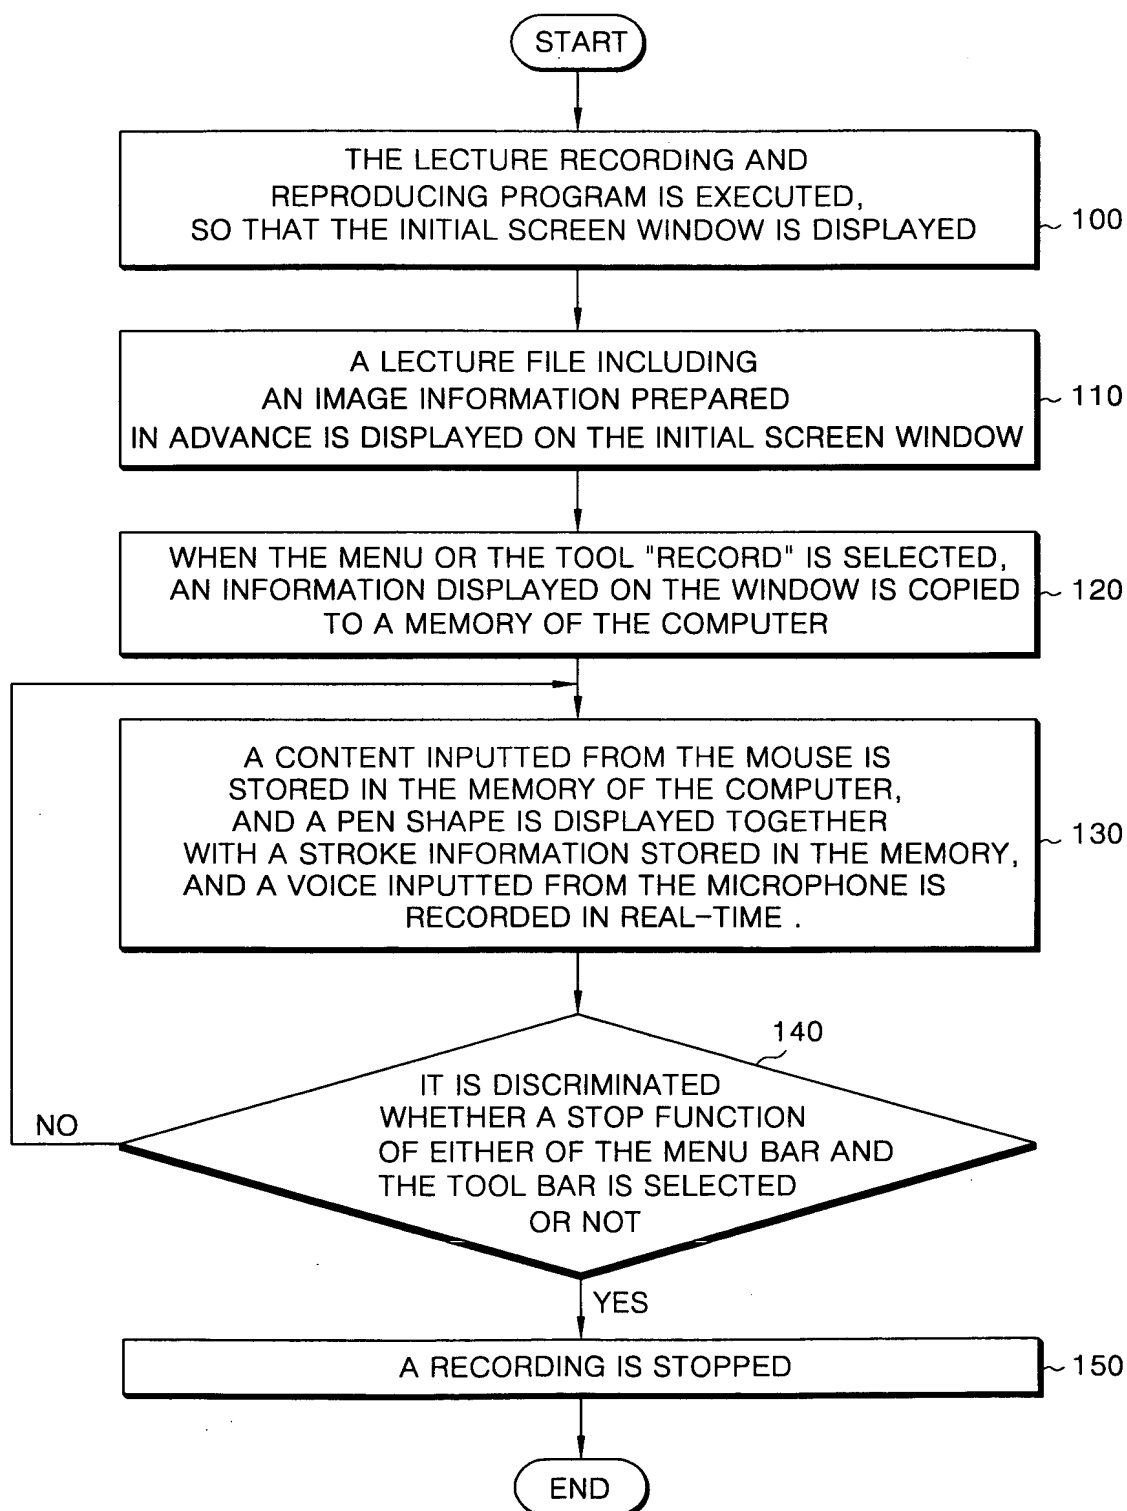 START
THE LECTURE RECORDING AND
REPRODUCING PROGRAM IS EXECUTED,
SO THAT THE INITIAL SCREEN WINDOW IS DISPLAYED
100
A LECTURE FILE INCLUDING
AN IMAGE INFORMATION PREPARED
IN ADVANCE IS DISPLAYED ON THE INITIAL SCREEN WINDOW
110
WHEN THE MENU OR THE TOOL "RECORD" IS SELECTED,
AN INFORMATION DISPLAYED ON THE WINDOW IS COPIED
TO A MEMORY OF THE COMPUTER
120
A CONTENT INPUTTED FROM THE MOUSE IS
STORED IN THE MEMORY OF THE COMPUTER,
AND A PEN SHAPE IS DISPLAYED TOGETHER
WITH A STROKE INFORMATION STORED IN THE MEMORY,
AND A VOICE INPUTTED FROM THE MICROPHONE IS
RECORDED IN REAL-TIME .
130
140
IT IS DISCRIMINATED
WHETHER A STOP FUNCTION
OF EITHER OF THE MENU BAR AND
THE TOOL BAR IS SELECTED
OR NOT
NO
YES
A RECORDING IS STOPPED
150
END